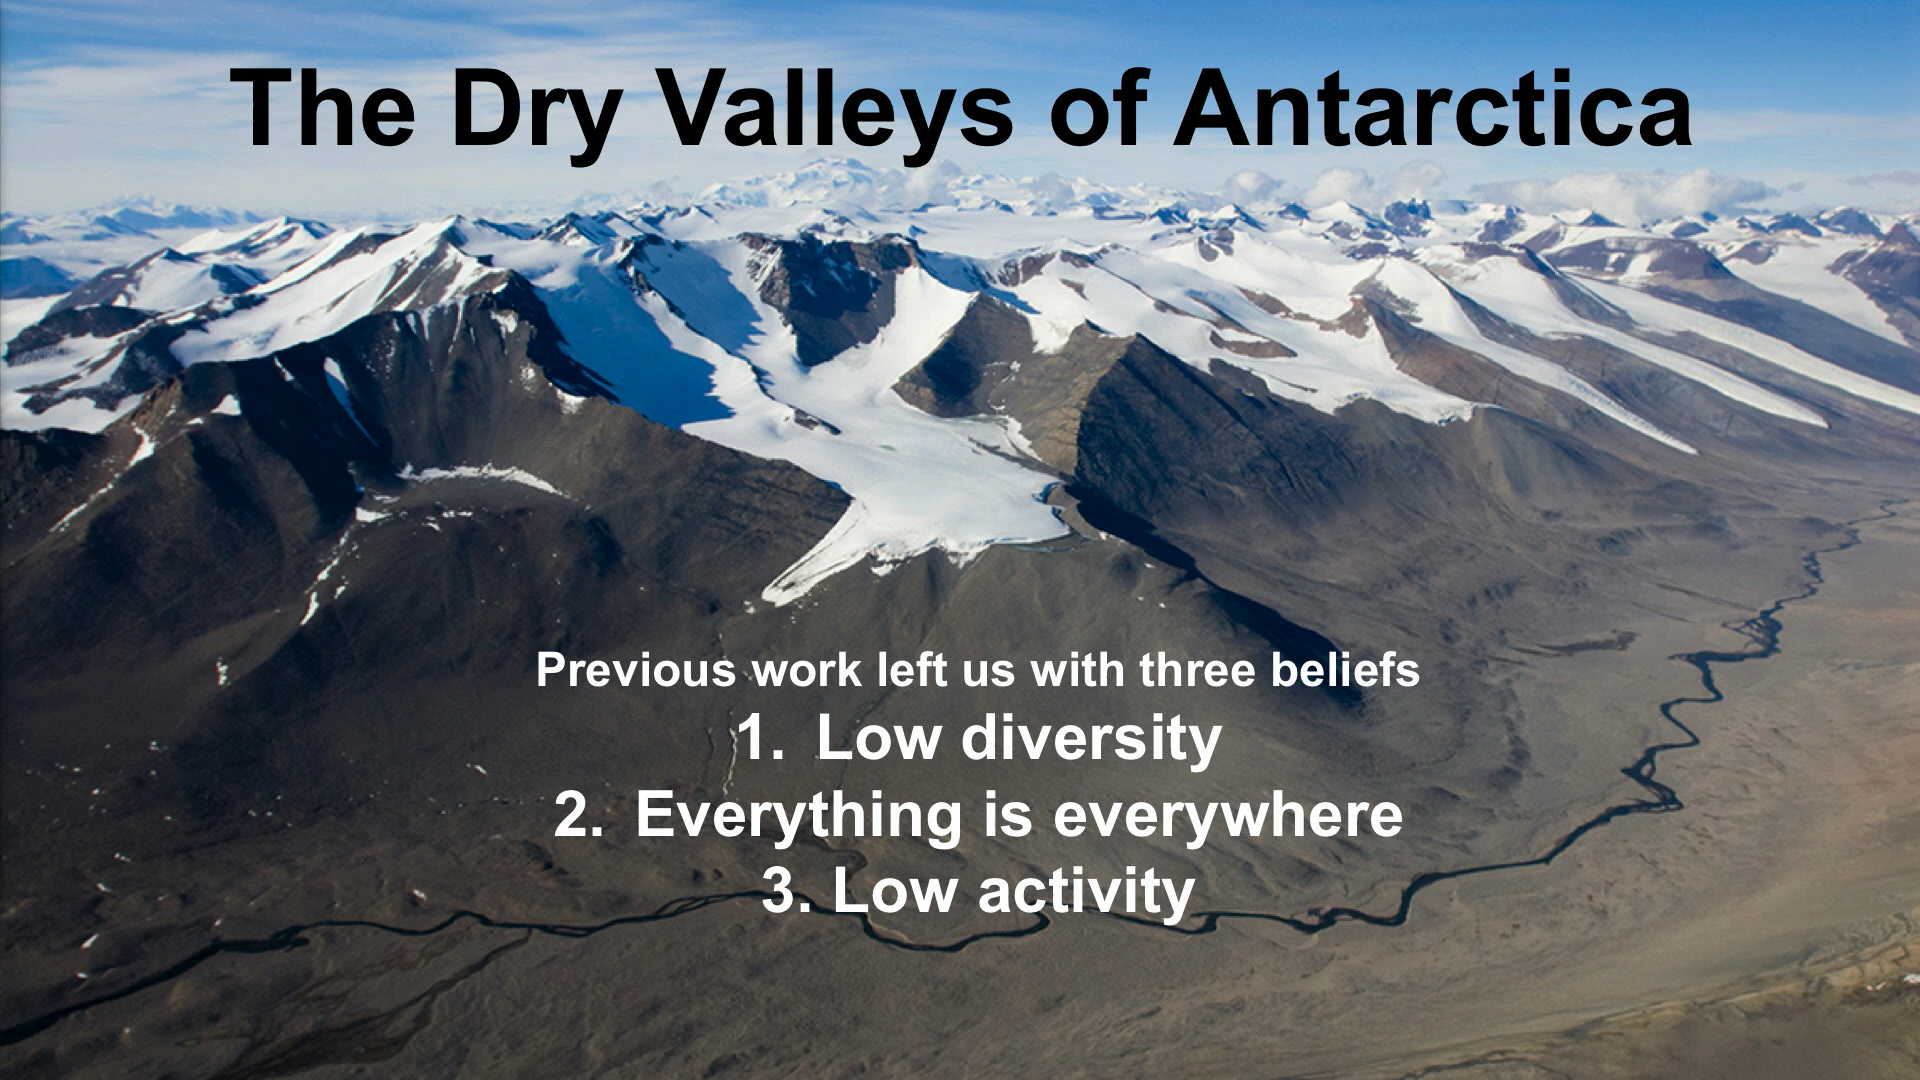 The Dry Valleys of Antarctica
Previous work left us with three beliefs
1. Low diversity
2. Everything is everywhere
3. Low activity